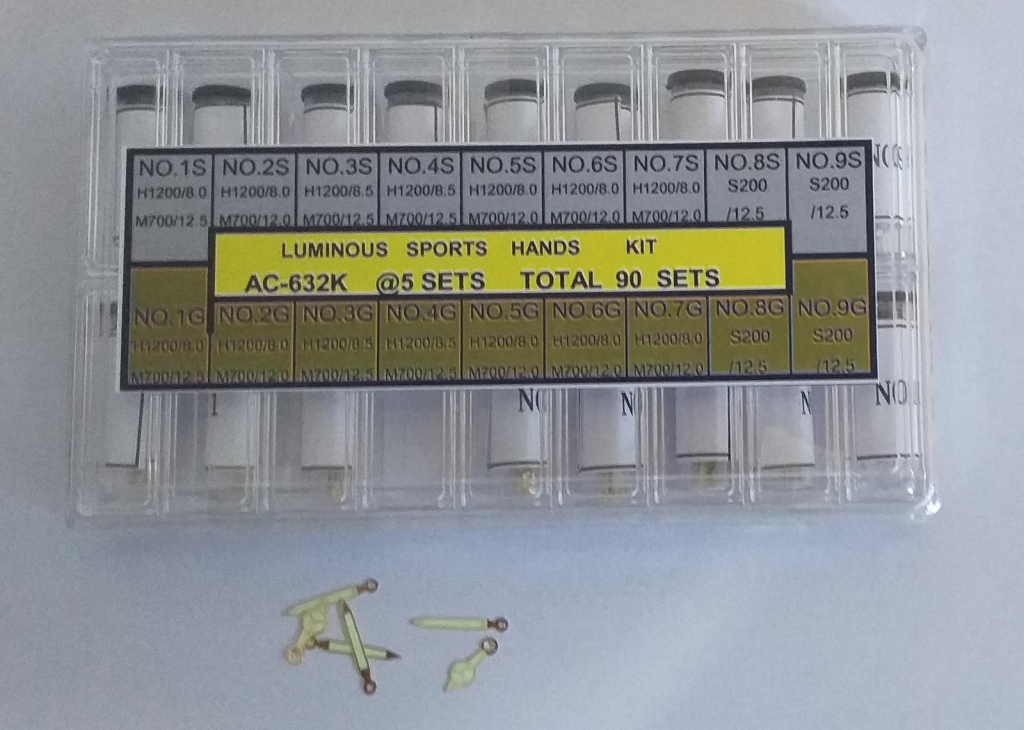 NO.1S NO.2S NO.3S NO.4S NO.5S NO.6S NO.7S NO.8S NO.9S
H1200/8.0 H1200/8.0 H1200/8.5 H1200/8.5 H1200/8.0 H1200/8.0 H1200/8.0 S200 S200
M700/12.5 M700/12.0 M700/12.5 M700/12.5 M700/12.0 M700/12.0 M700/12.0 /12.5 /12.5
LUMINOUS SPORTS HANDS KIT
AC-632K @5 SETS TOTAL 90 SETS
NO.1G NO.2G NO.3G NO.4G NO.5G NO.6G NO.7G NO.8G NO.9G
H1200/8.0 H1200/8.0 H1200/8.5 H1200/8.5 H1200/8.0 H1200/8.0 H1200/8.0 S200 S200
M700/12.5 M700/12.0 M700/12.5 M700/12.5 M700/12.0 M700/12.0 M700/12.0 /12.5 /12.5